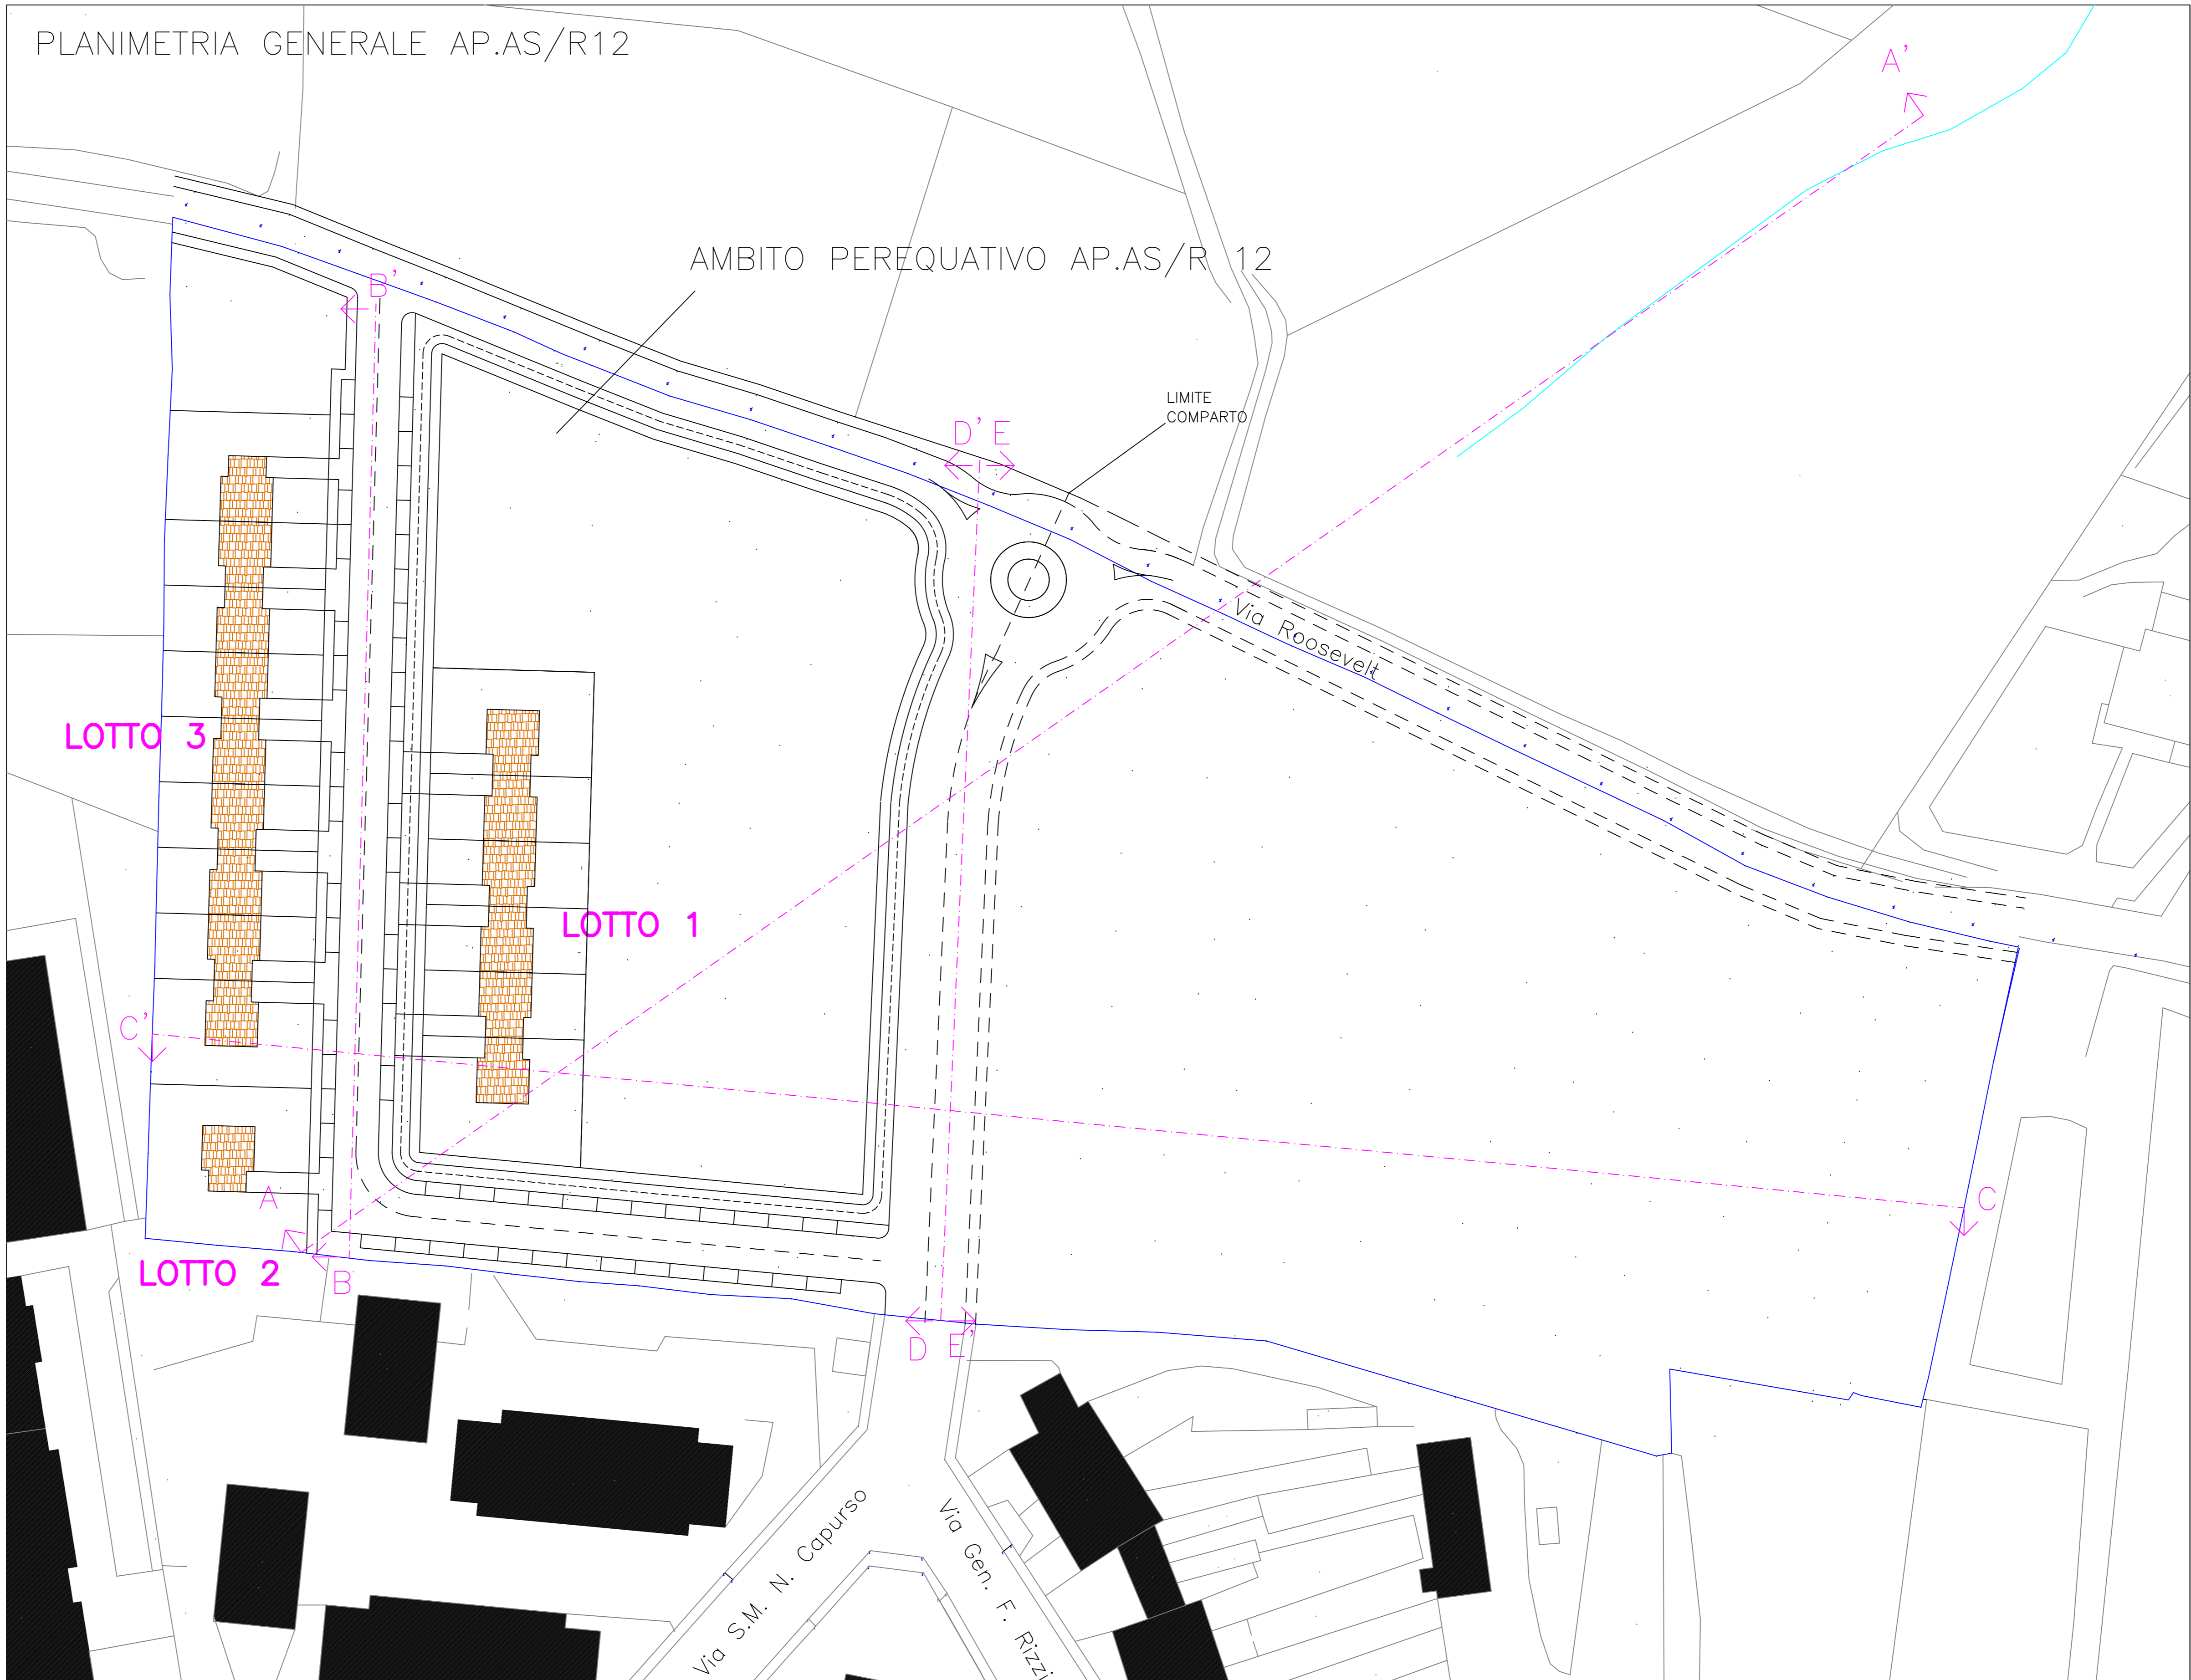 PLANIMETRIA GENERALE AP.AS/R12
A'
AMBITO PEREQUATIVO AP.AS/R 12
B'
LIMITE
COMPARTO
D' E
Via Roosevelt
LOTTO 3
LOTTO 1
C'
A
C
LOTTO 2
B
D E'
Via S.M. N. Capurso
Via Gen. F. Rizzi